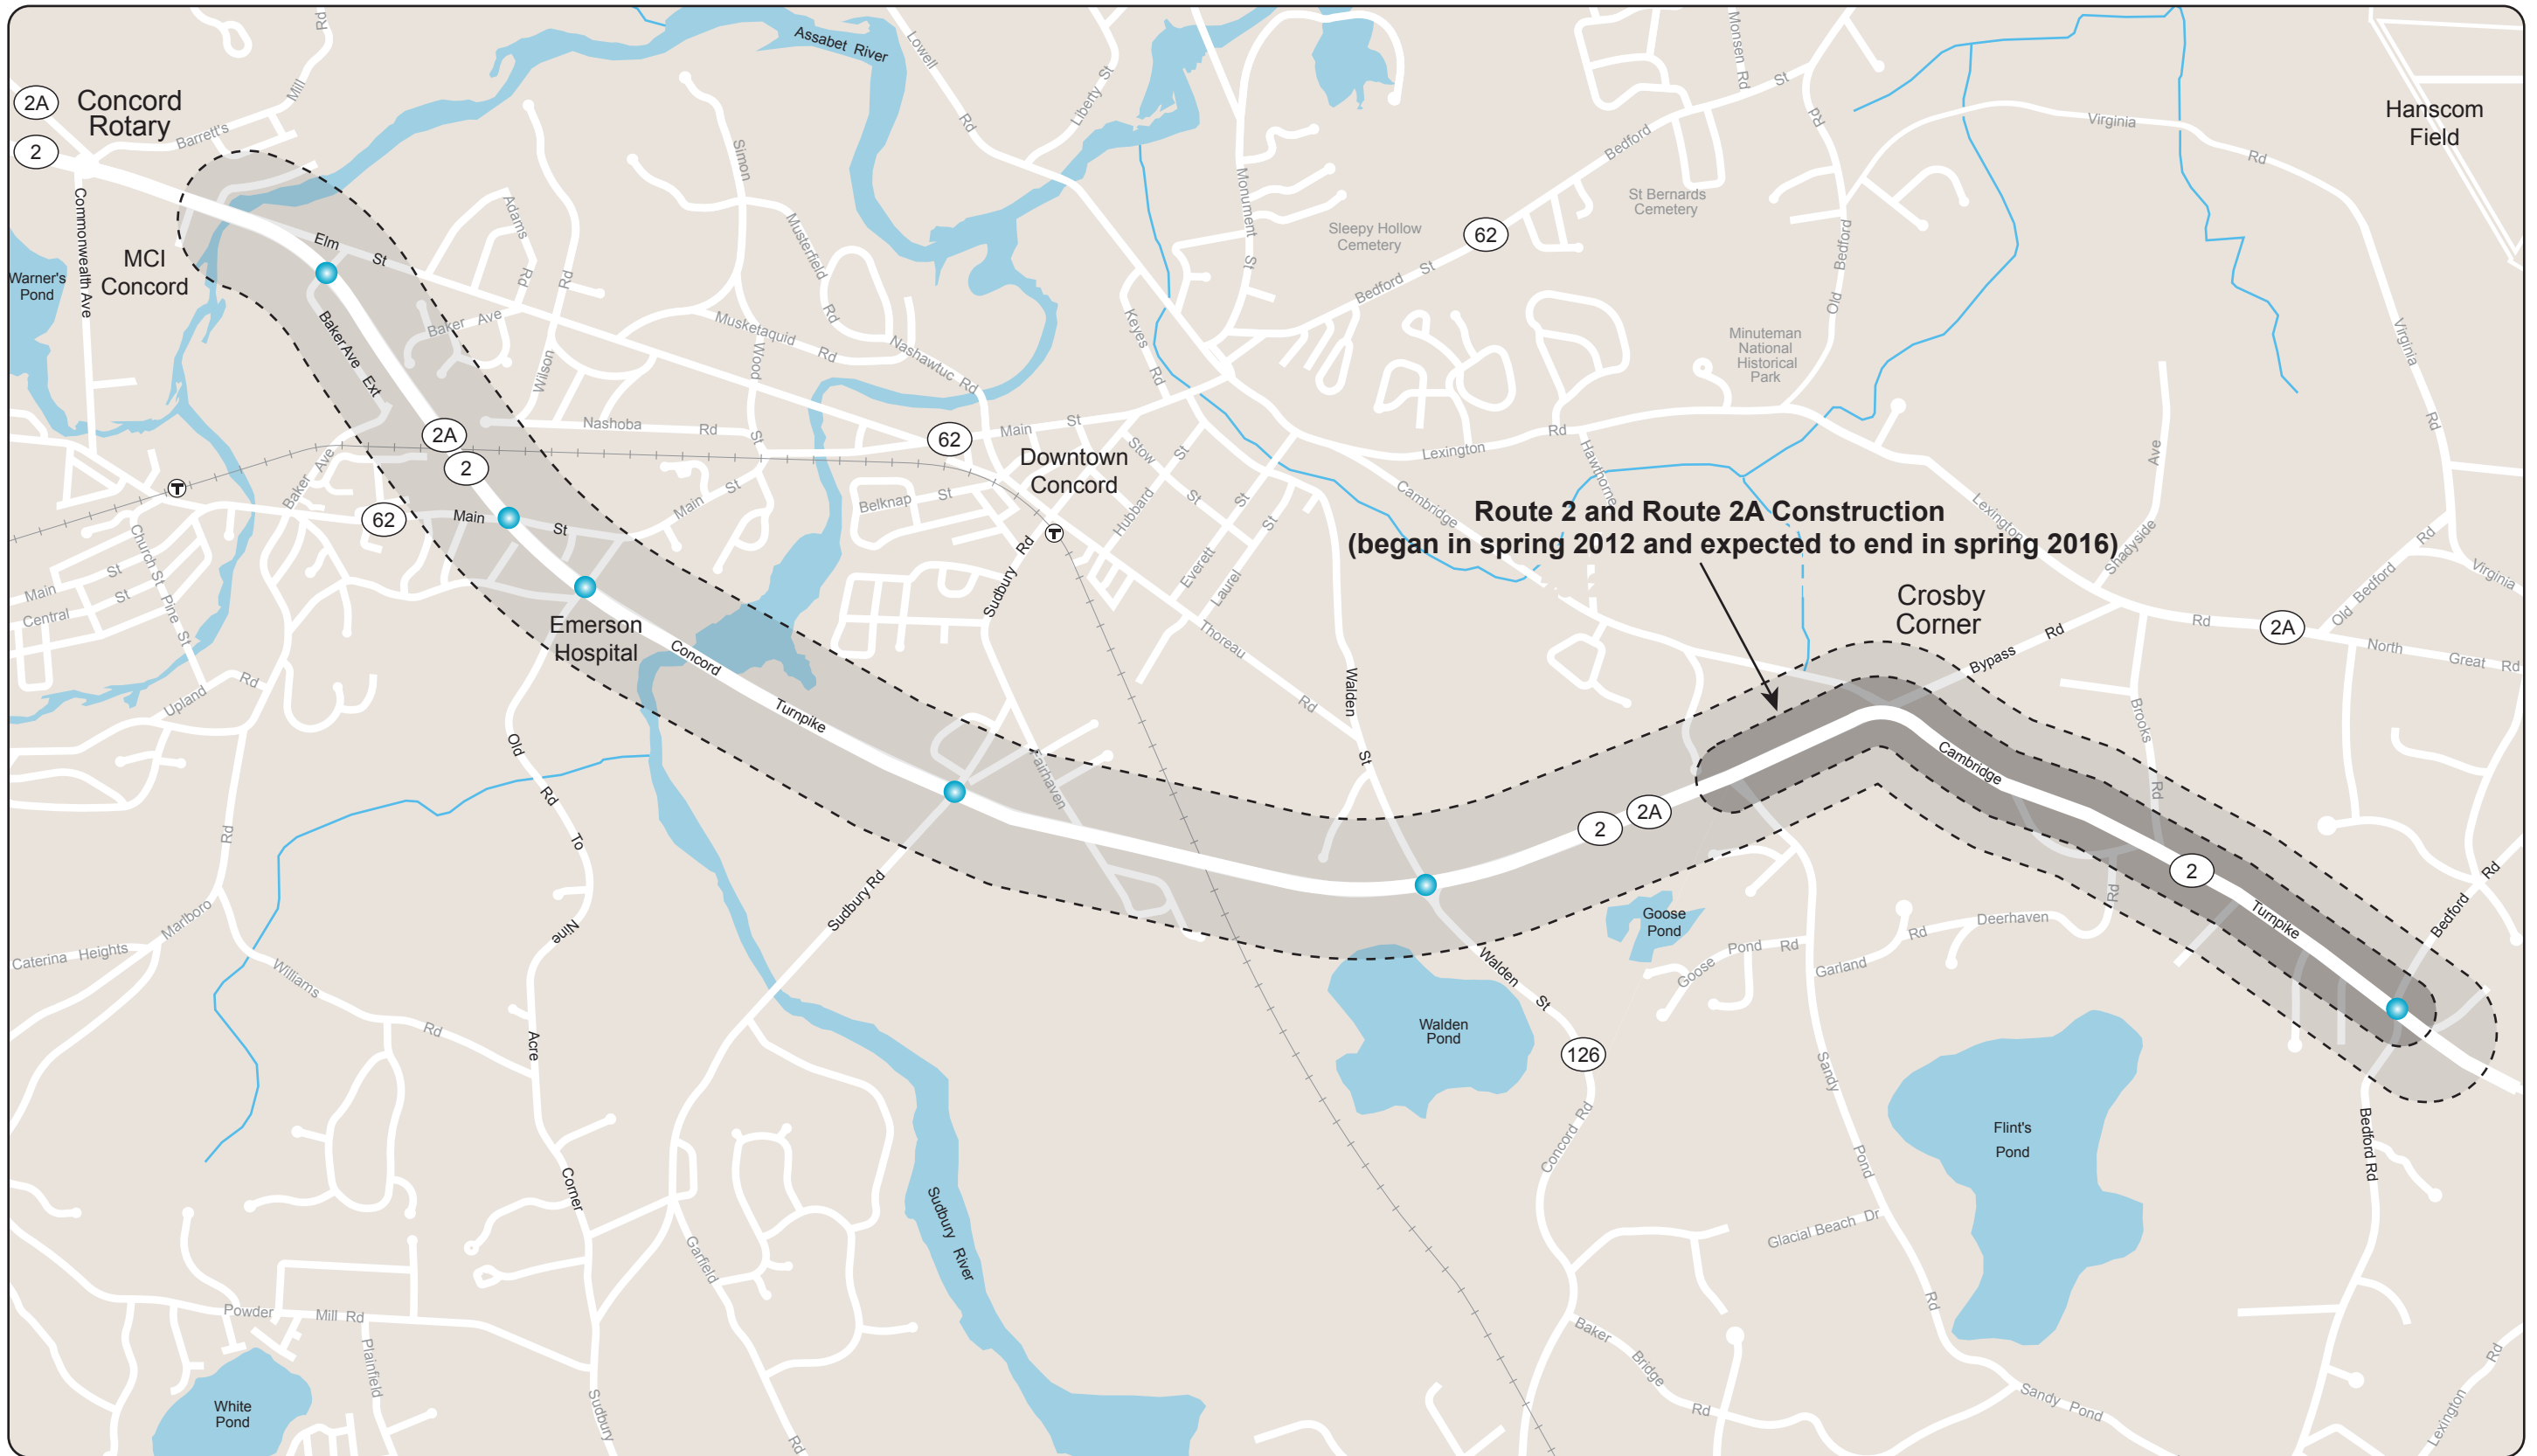 Assabet River
Lowell
Rd
Liberty St
Monsen Rd
St
Rd
Rd
Mill
2A
Concord
Rotary
2
Barrett's
Virginia
Rd
Hanscom
Field
Bedford
Simon
Monument
St
St Bernards
Cemetery
Sleepy Hollow
Cemetery
62
Bedford St
Old Bedford
Commonwealth Ave
MCI
Concord
Warner's
Pond
Elm
St
Adams
Rd
Rd
Musterfield
Rd
Baker Ave
Baker Ave Ext
Wilson
Musketaquid Rd
Wood
St
Nashawtuc Rd
Keyes
Rd
Minuteman
National
Historical
Park
Virginia
Rd
2A
2
Nashoba Rd
62
Main St
Downtown
Concord
Stow
St
St
Hubbard
St
Everett
St
Laurel
Lexington
Rd
Hawthorne
Cambridge
Lexington
Ave
Shadyside
Rd
Old Bedford
Virginia
T
Baker Ave
62
Main
St
Main St
Belknap St
T
Sudbury Rd
Route 2 and Route 2A Construction
(began in spring 2012 and expected to end in spring 2016)
Church St
Pine St
Main St
Central St
Emerson
Hospital
Concord
Turnpike
Thoreau
Rd
Walden
St
Crosby
Corner
Bypass
Rd
Rd
2A
North
Great Rd
Upland Rd
Old
Rd
To
Nine
Acre
Corner
Fairhaven
2
2A
Cambridge
Brooks
Rd
2
Turnpike
Rd
Marlboro
Sudbury Rd
Caterina Heights
Williams
Rd
Goose
Pond
Goose
Pond Rd
Garland
Rd
Deerhaven
Rd
Bedford
Rd
Walden
St
Walden
Pond
126
Concord Rd
Sandy
Pond
Rd
Flint's
Pond
Bedford Rd
Glacial Beach Dr
Sudbury River
Garfield
Rd
Powder
Mill Rd
Plainfield
White
Pond
Sudbury
Baker
Bridge
Rd
Sandy Pond
Lexington
Rd